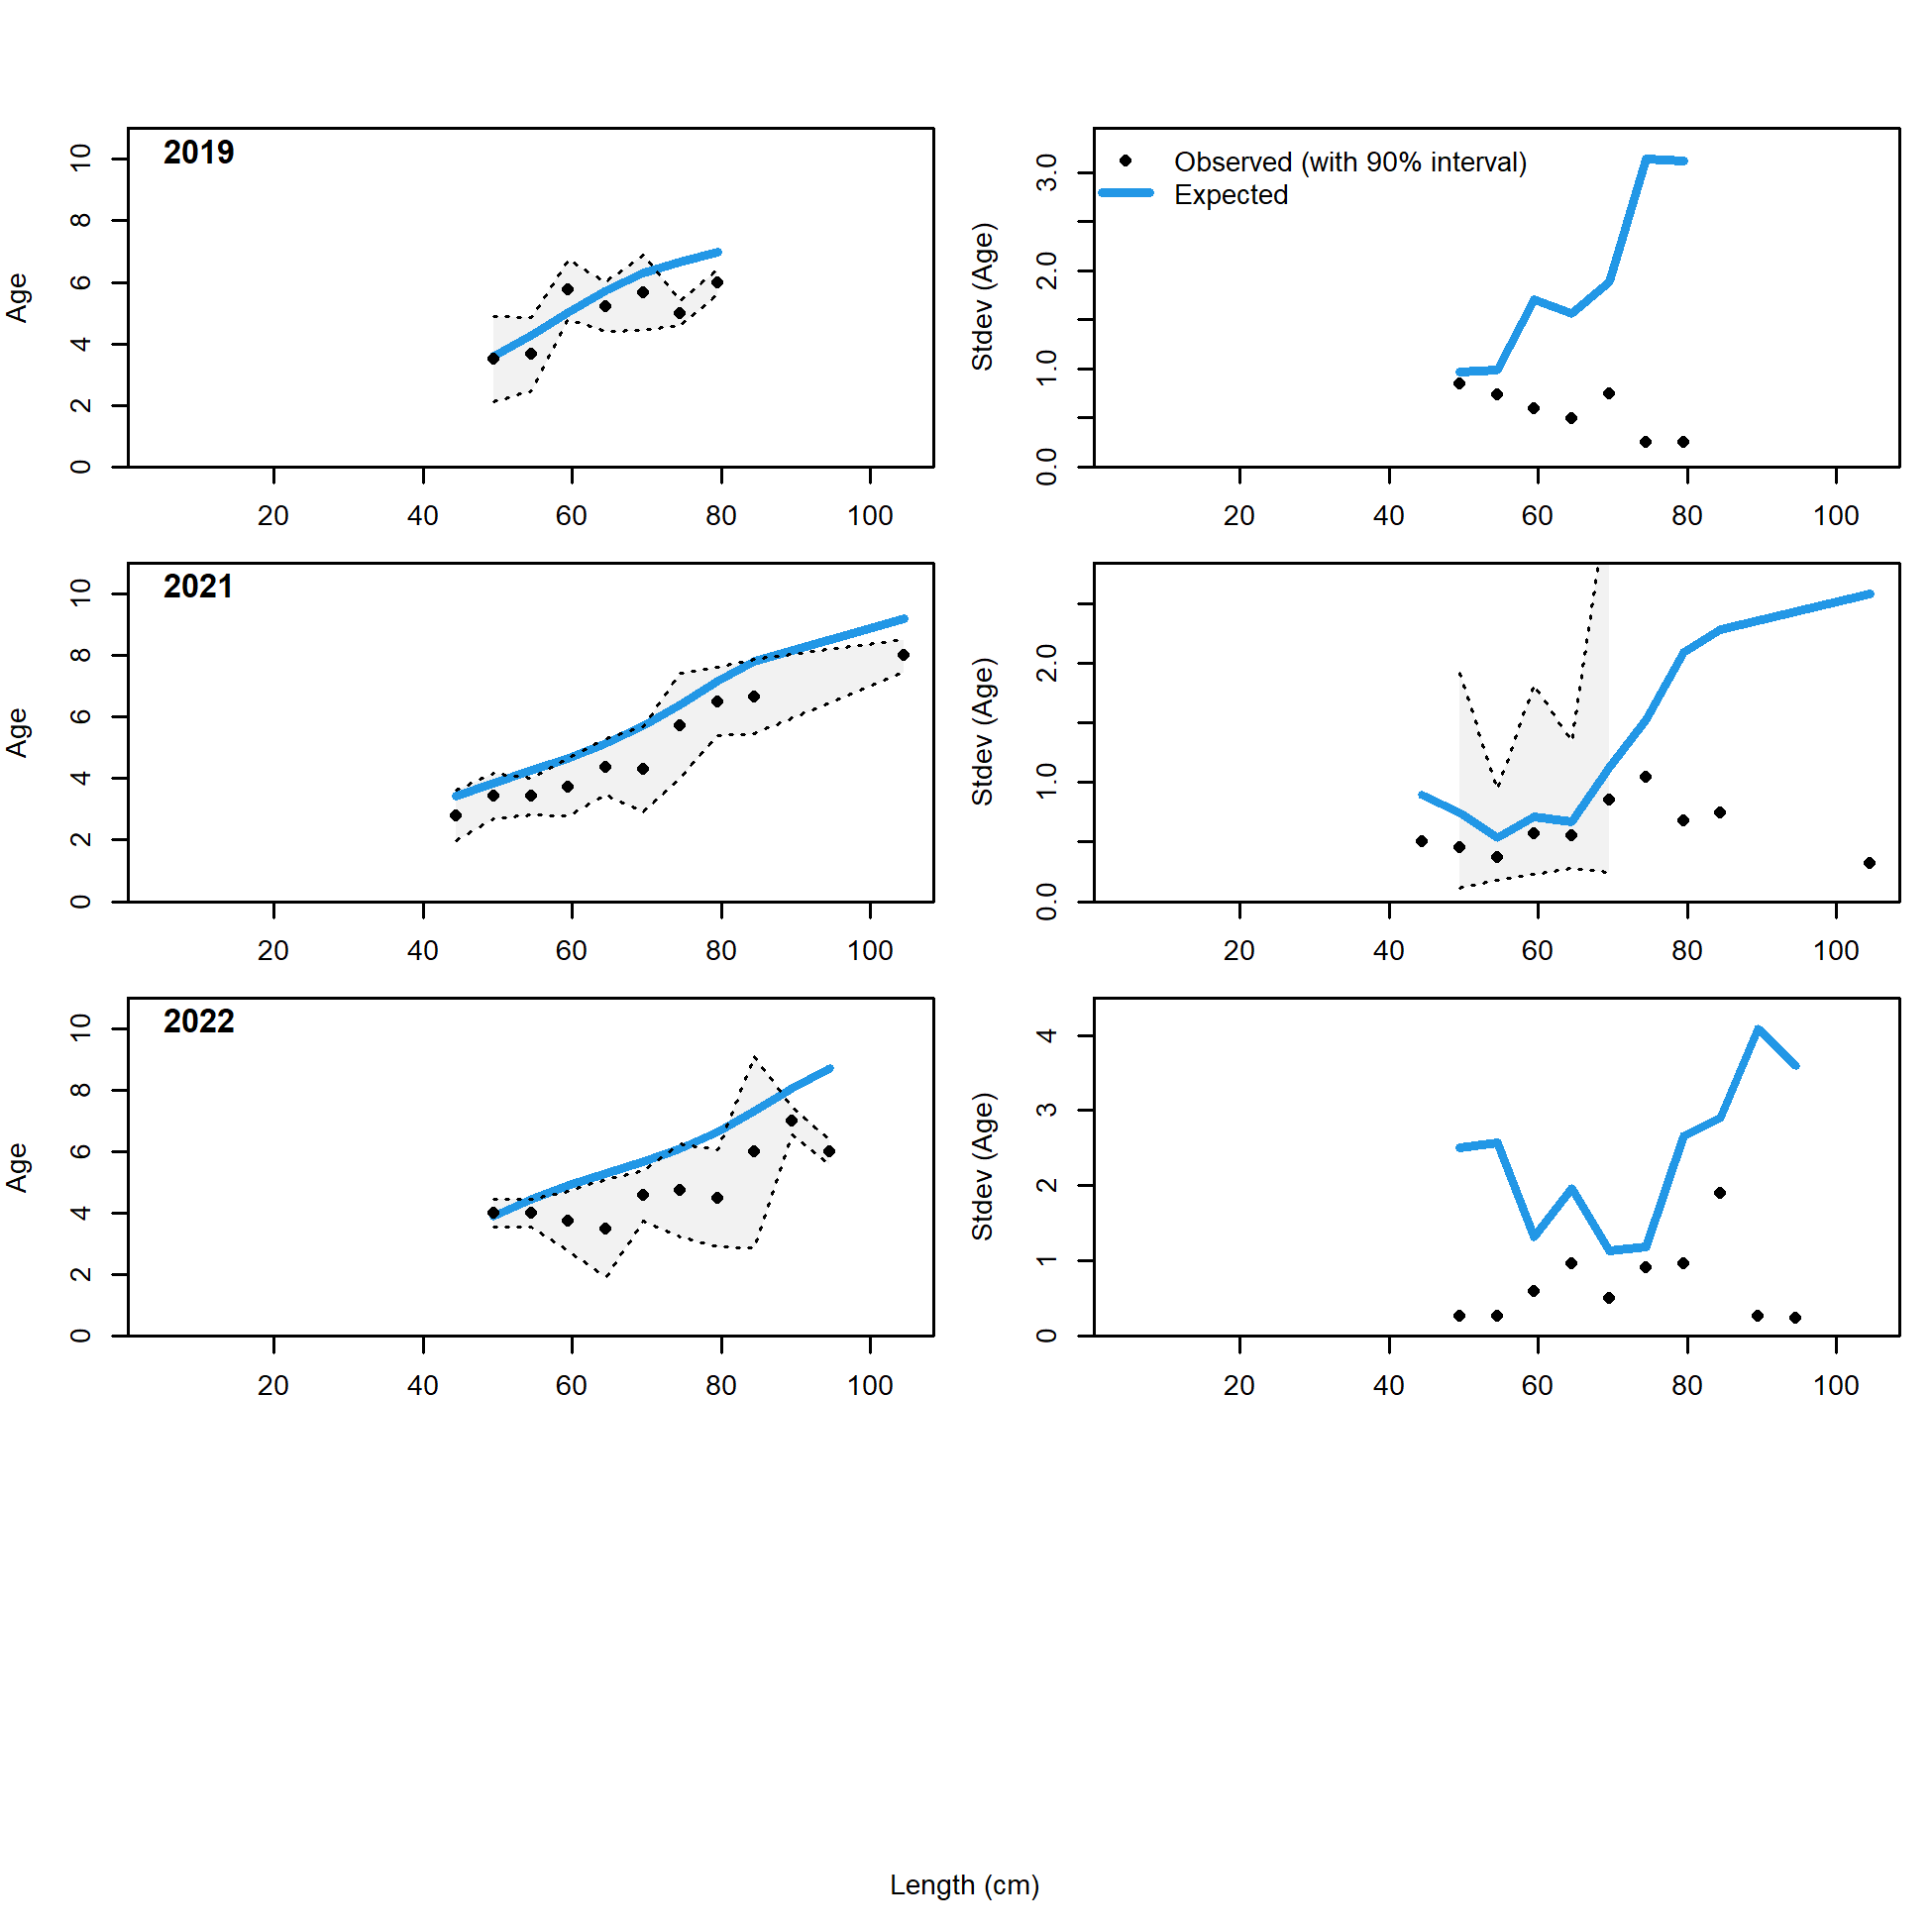 2019
Age
0 2 4 6 8 10
20 40 60 80 100
Observed (with 90% interval)
Expected
Stdev (Age)
0.0 1.0 2.0 3.0
20 40 60 80 100
2021
Age
0 2 4 6 8 10
20 40 60 80 100
Stdev (Age)
0.0 1.0 2.0
20 40 60 80 100
2022
Age
0 2 4 6 8 10
20 40 60 80 100
Stdev (Age)
0 1 2 3 4
20 40 60 80 100
Length (cm)